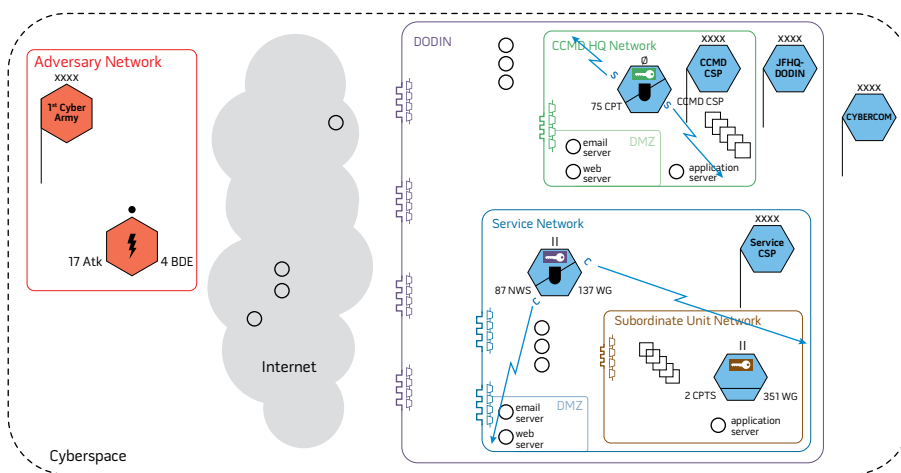 Adversary Network
XXXX
1st Cyber
Army
17 Atk
4 BDE
Internet
Cyberspace
DODIN
CCMD HQ Network
Ø
S
S
75 CPT
XXXX
CCMD
CSP
CCMD CSP
DMZ
email
server
web
server
application
server
XXXX
JFHQ-
DODIN
XXXX
CYBERCOM
Service Network
II
C
C
87 NWS
137 WG
XXXX
Service
CSP
Subordinate Unit Network
II
2 CPTS
351 WG
application
server
DMZ
email
server
web
server